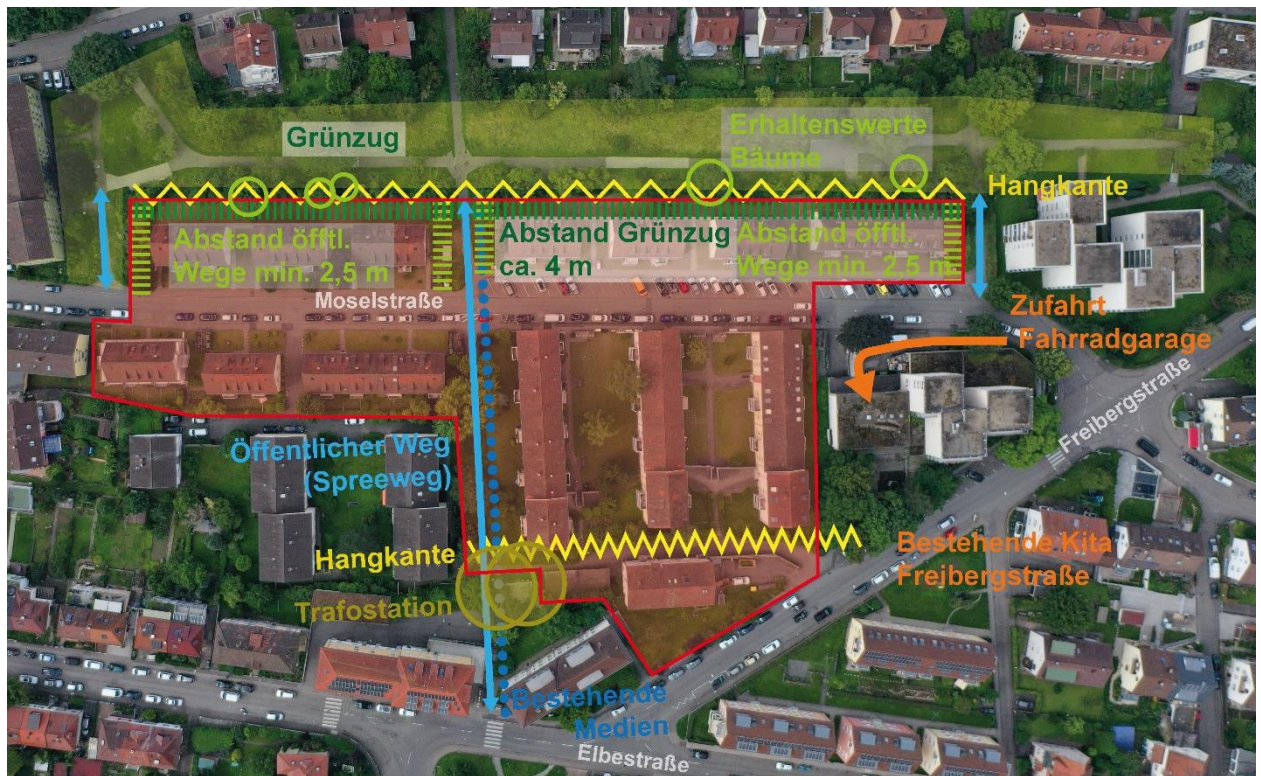 Grünzug
Erhaltenswerte
Bäume
Hangkante
Abstand öfftl.
Wege min. 2,5 m
Abstand Grünzug
ca. 4 m
Abstand öfftl.
Wege min. 2,5 m
Moselstraße
Zufahrt
Fahrradgarage
Freibergstraße
Öffentlicher Weg
(Spreeweg)
Hangkante
Bestehende Kita
Freibergstraße
Trafostation
Bestehende
Medien
Elbestraße